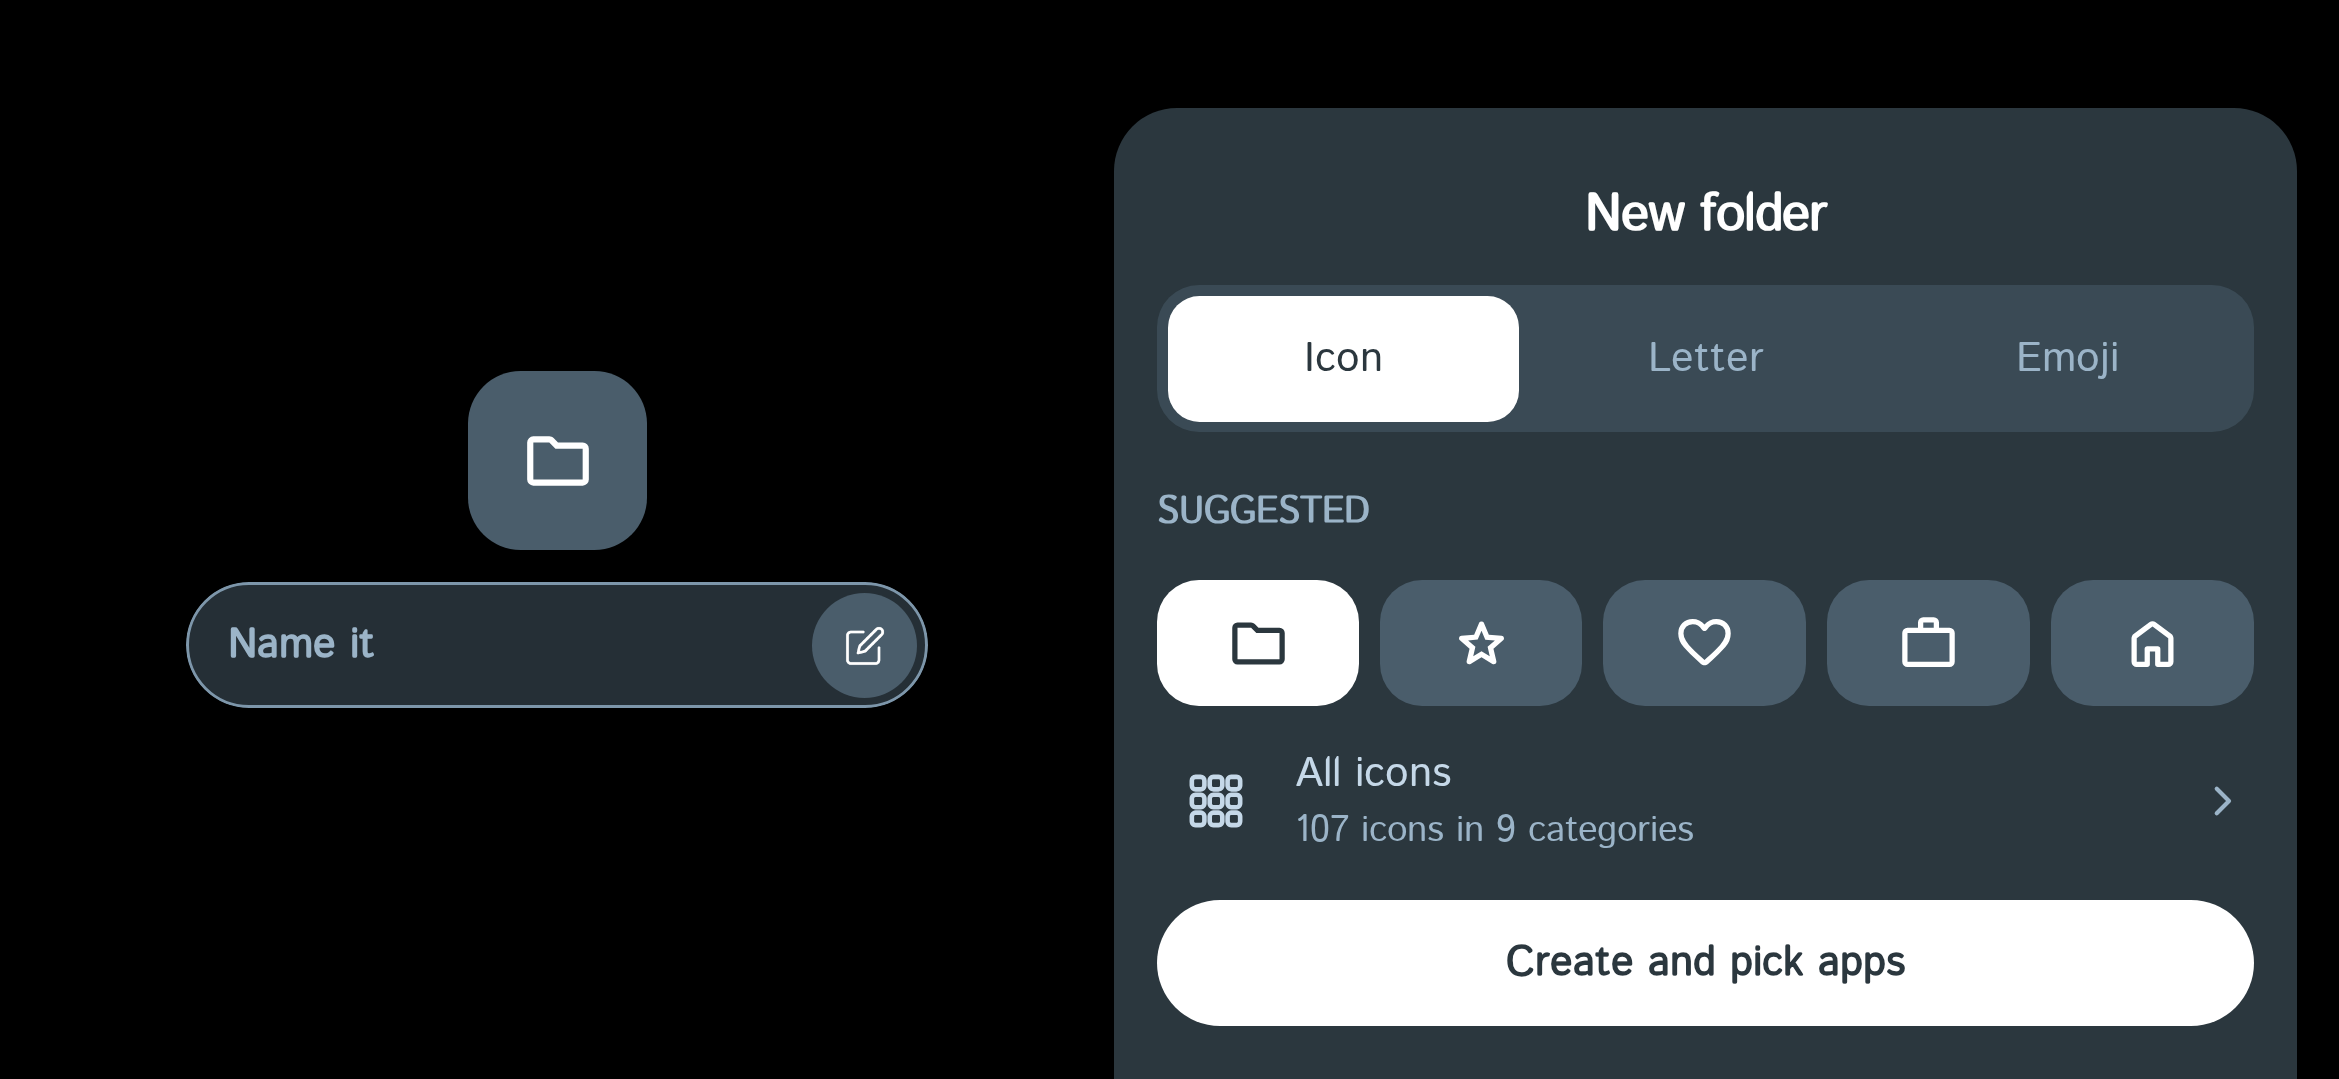 Name it
New folder
Icon
Letter
Emoji
SUGGESTED
All icons
107 icons in 9 categories
Create and pick apps